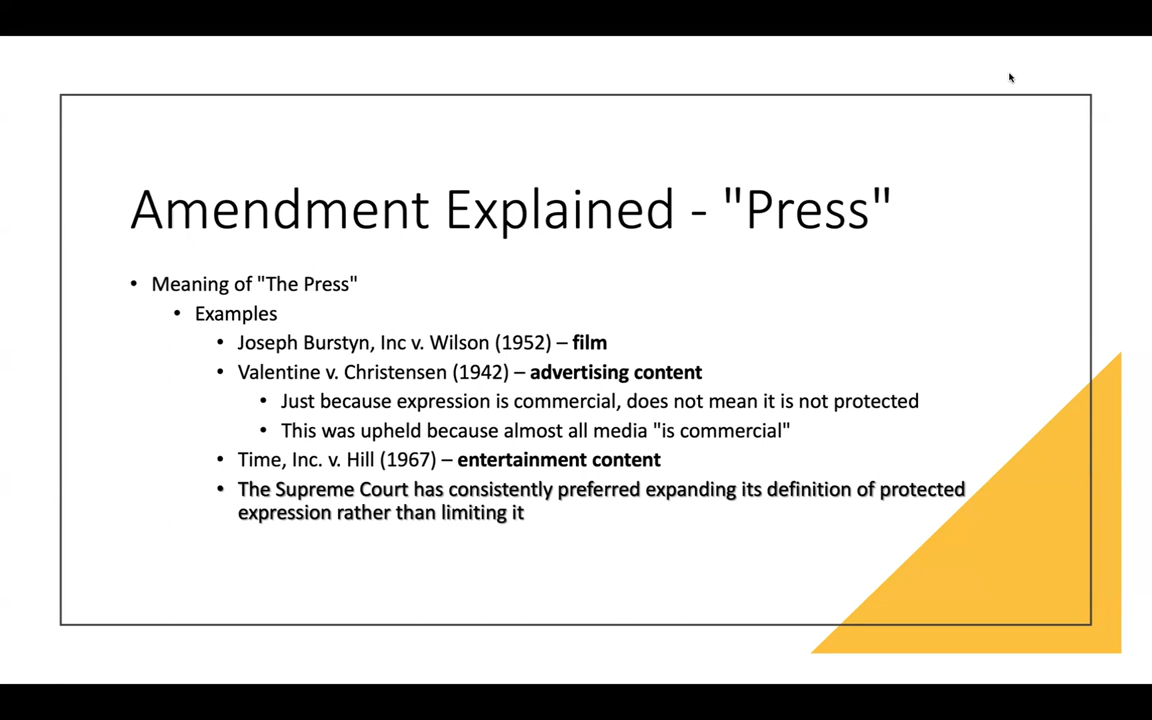 Amendment Explained - "Press"
• Meaning of "The Press"
• Examples
• Joseph Burstyn, Inc v. Wilson (1952) – film
• Valentine v. Christensen (1942) – advertising content
• Just because expression is commercial, does not mean it is not protected
• This was upheld because almost all media "is commercial"
• Time, Inc. v. Hill (1967) – entertainment content
• The Supreme Court has consistently preferred expanding its definition of protected
expression rather than limiting it